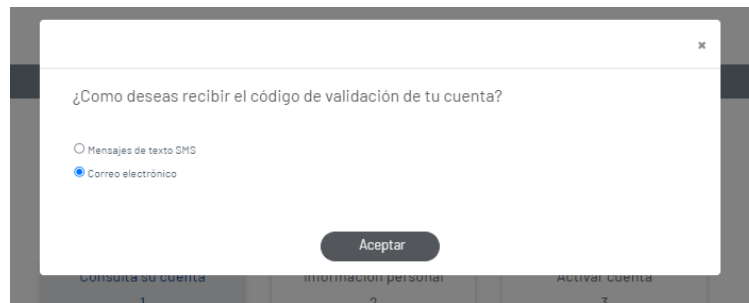 ×
¿Como deseas recibir el código de validación de tu cuenta?
Mensajes de texto SMS
Correo electrónico
Aceptar
Consulta su cuenta
Información personal
Activar cuenta
1
2
3